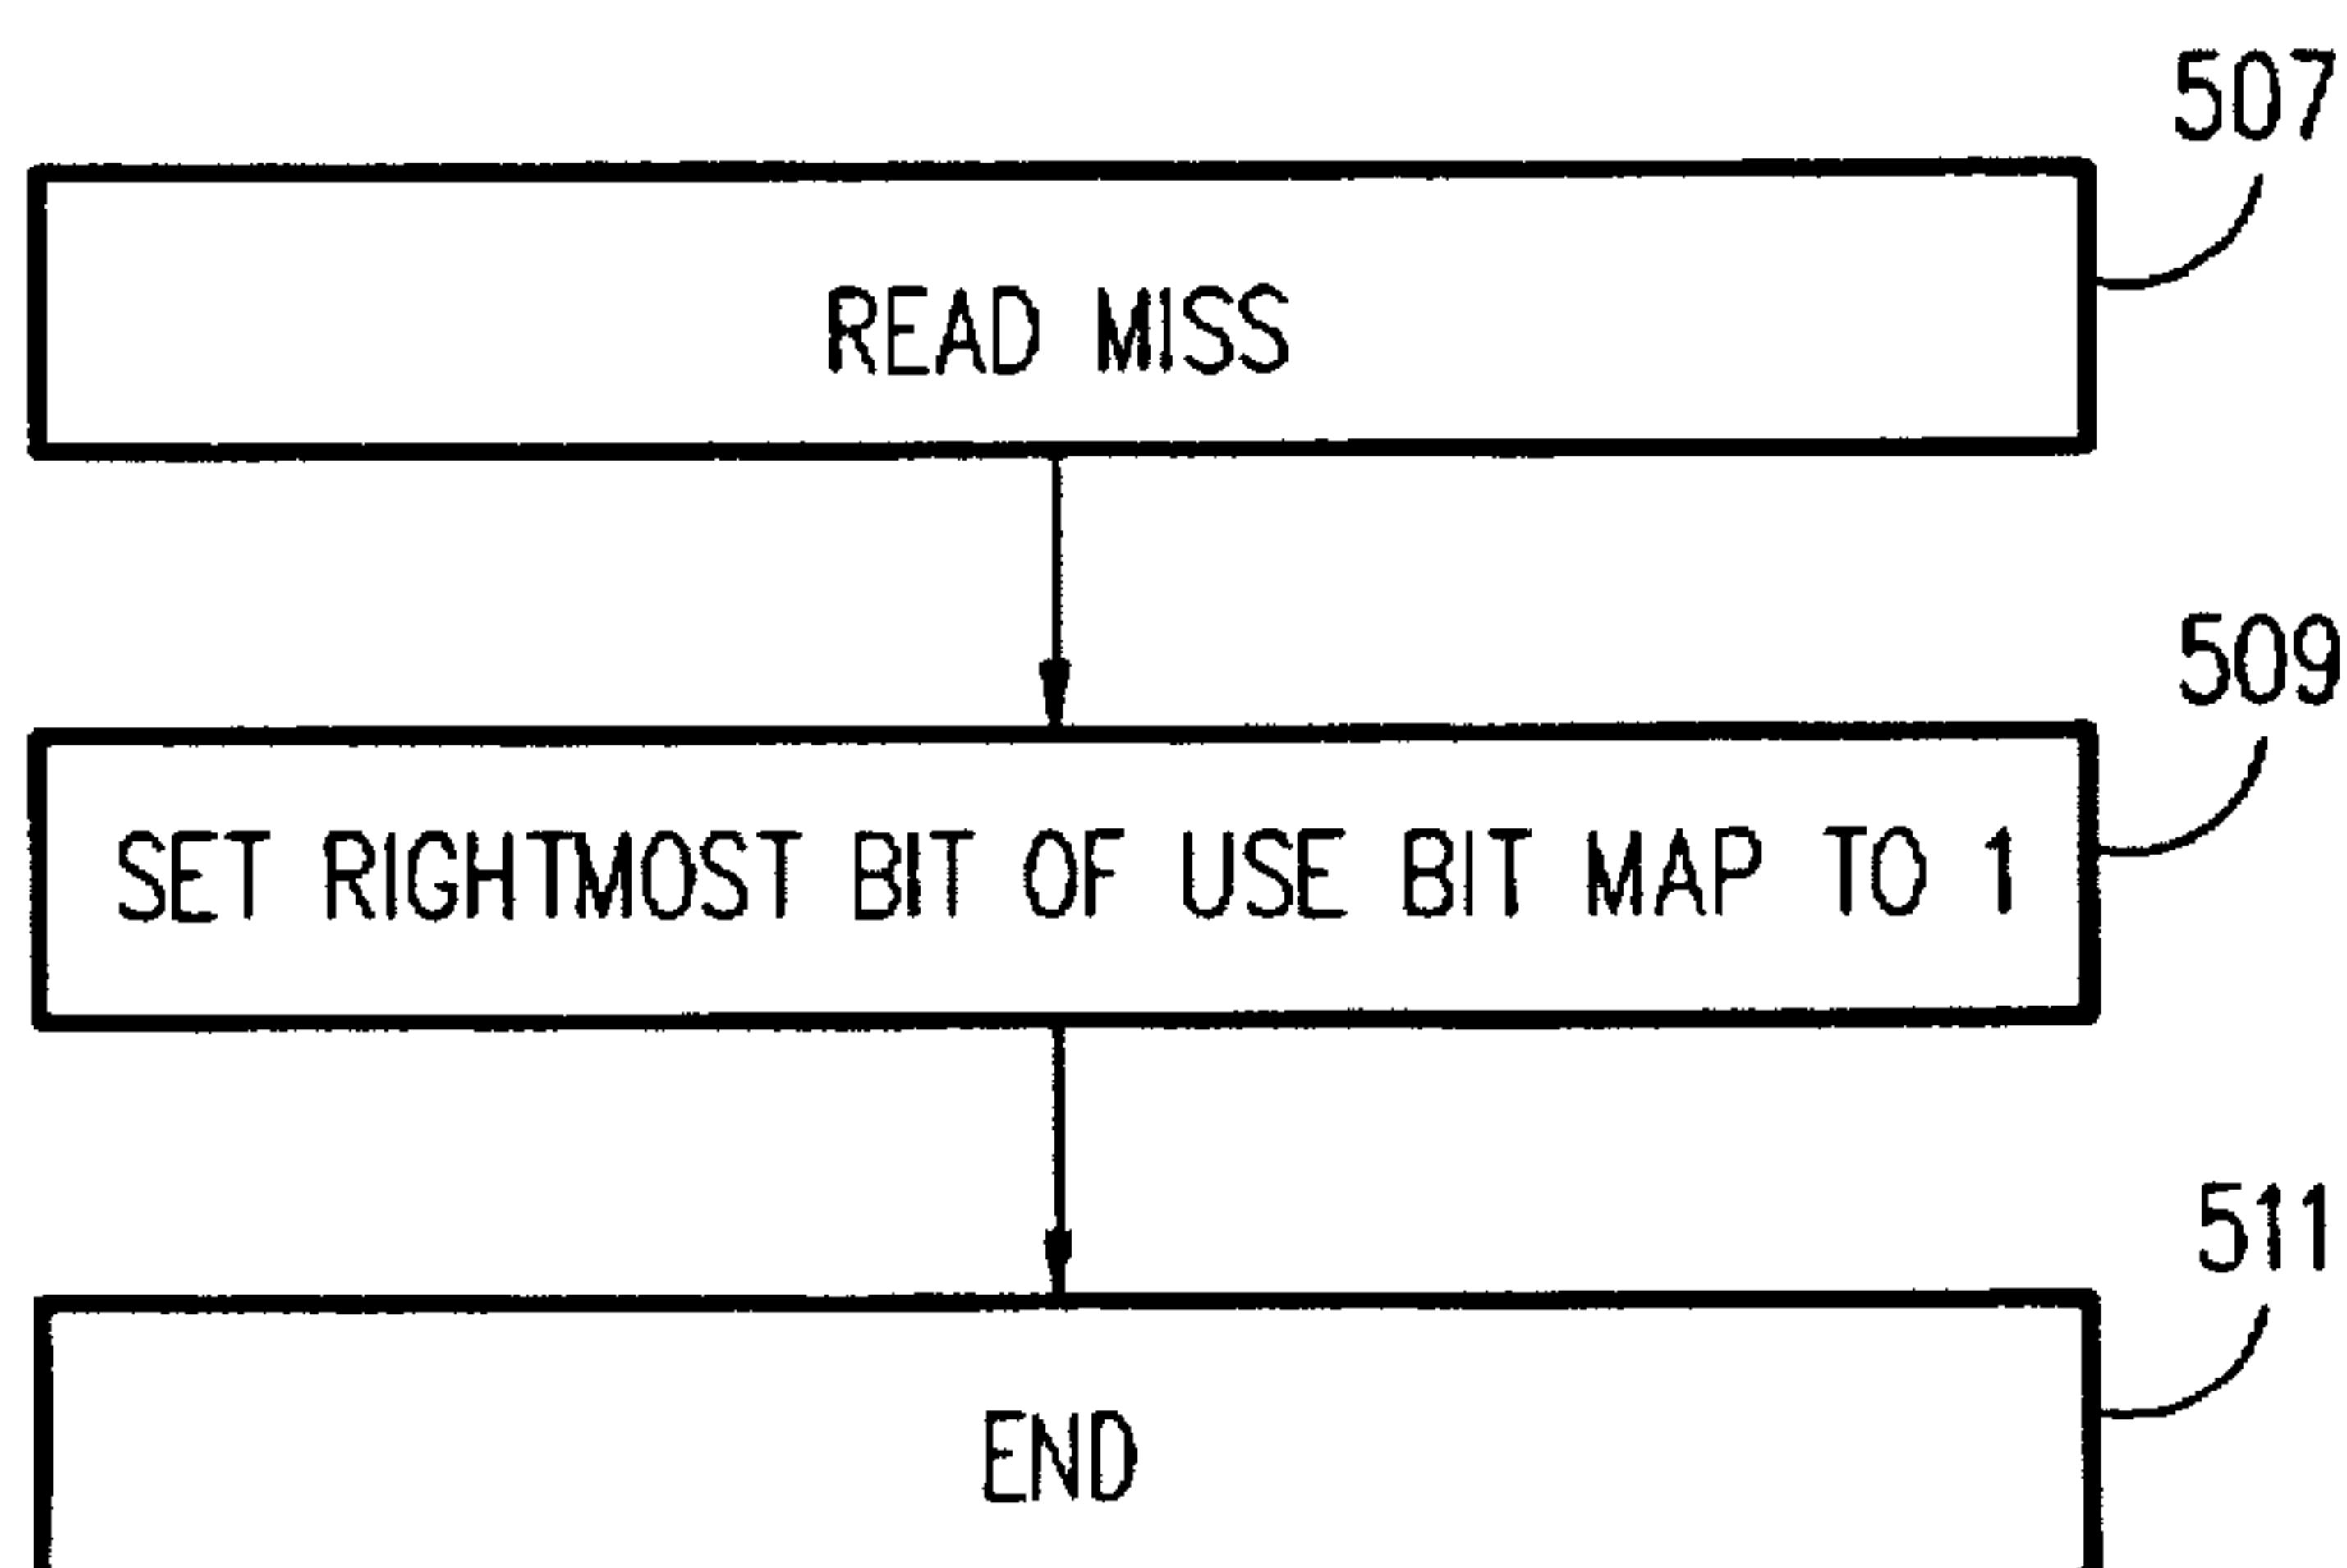 507
READ MISS
509
SET RIGHTMOST BIT OF USE BIT MAP TO 1
511
END